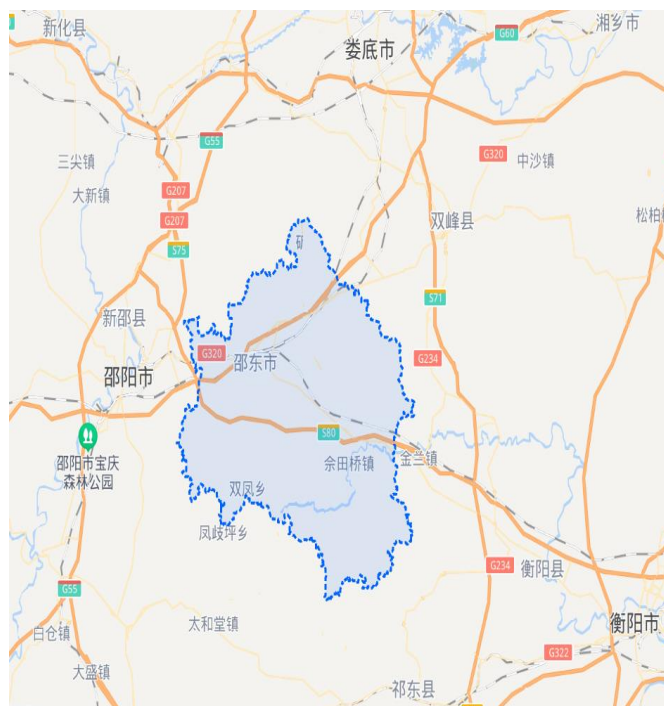 新化县
娄底市
G60
湘乡市
G55
三尖镇
G320
中沙镇
大新镇
G207
G207
双峰县
松柏
S75
矿
S71
新邵县
G320
邵东市
G234
邵阳市
S80
邵阳市宝庆
森林公园
佘田桥镇
金兰镇
双凤乡
凤歧坪乡
G55
G234
衡阳县
白仓镇
太和堂镇
衡阳市
G322
大盛镇
祁东县